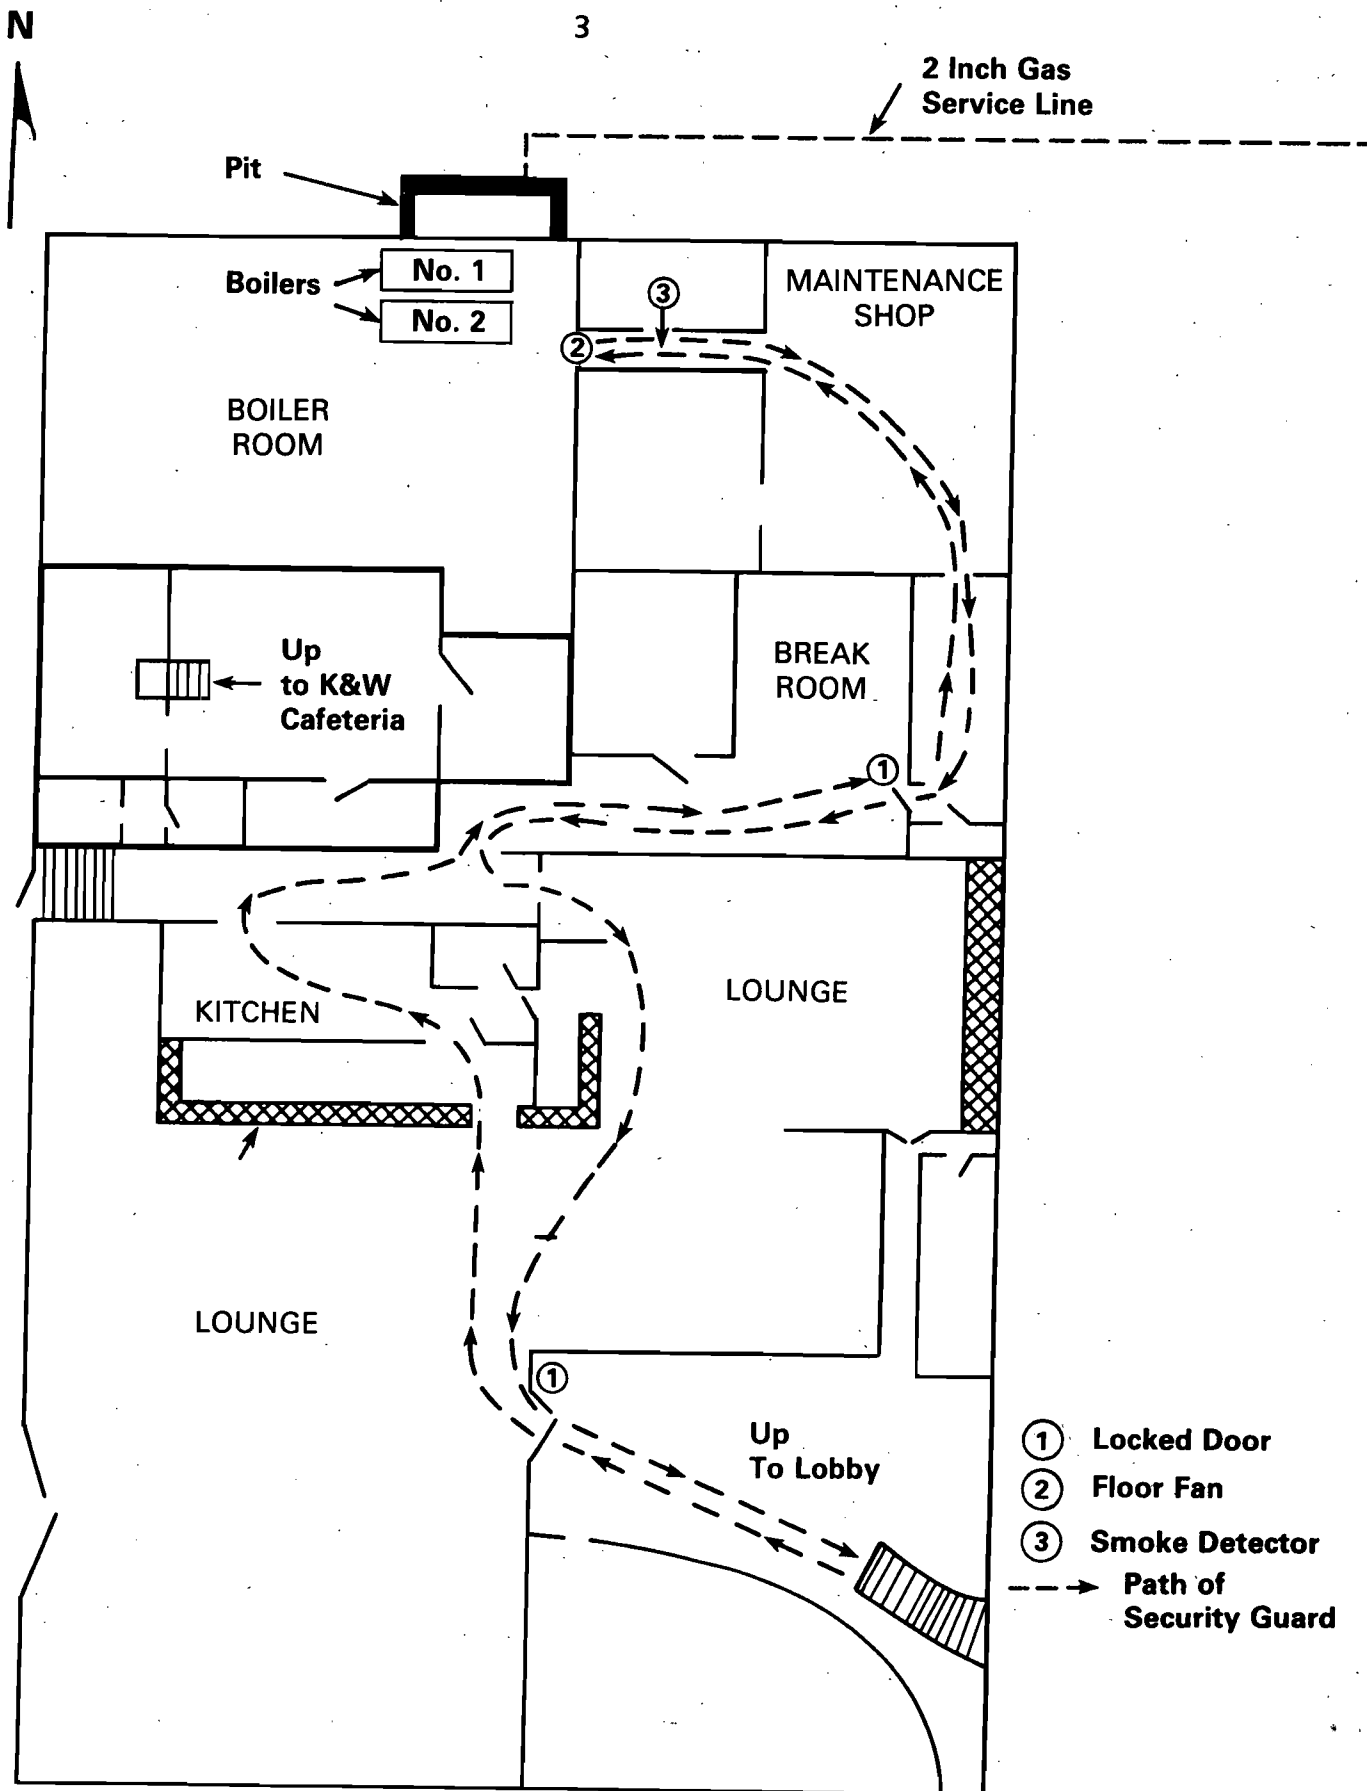 N
3
2 Inch Gas
Service Line
Pit
Boilers
No. 1
No. 2
3
MAINTENANCE
SHOP
2
BOILER
ROOM
Up
to K&W
Cafeteria
BREAK
ROOM
1
LOUNGE
KITCHEN
LOUNGE
1
Up
To Lobby
1 Locked Door
2 Floor Fan
3 Smoke Detector
Path of
Security Guard